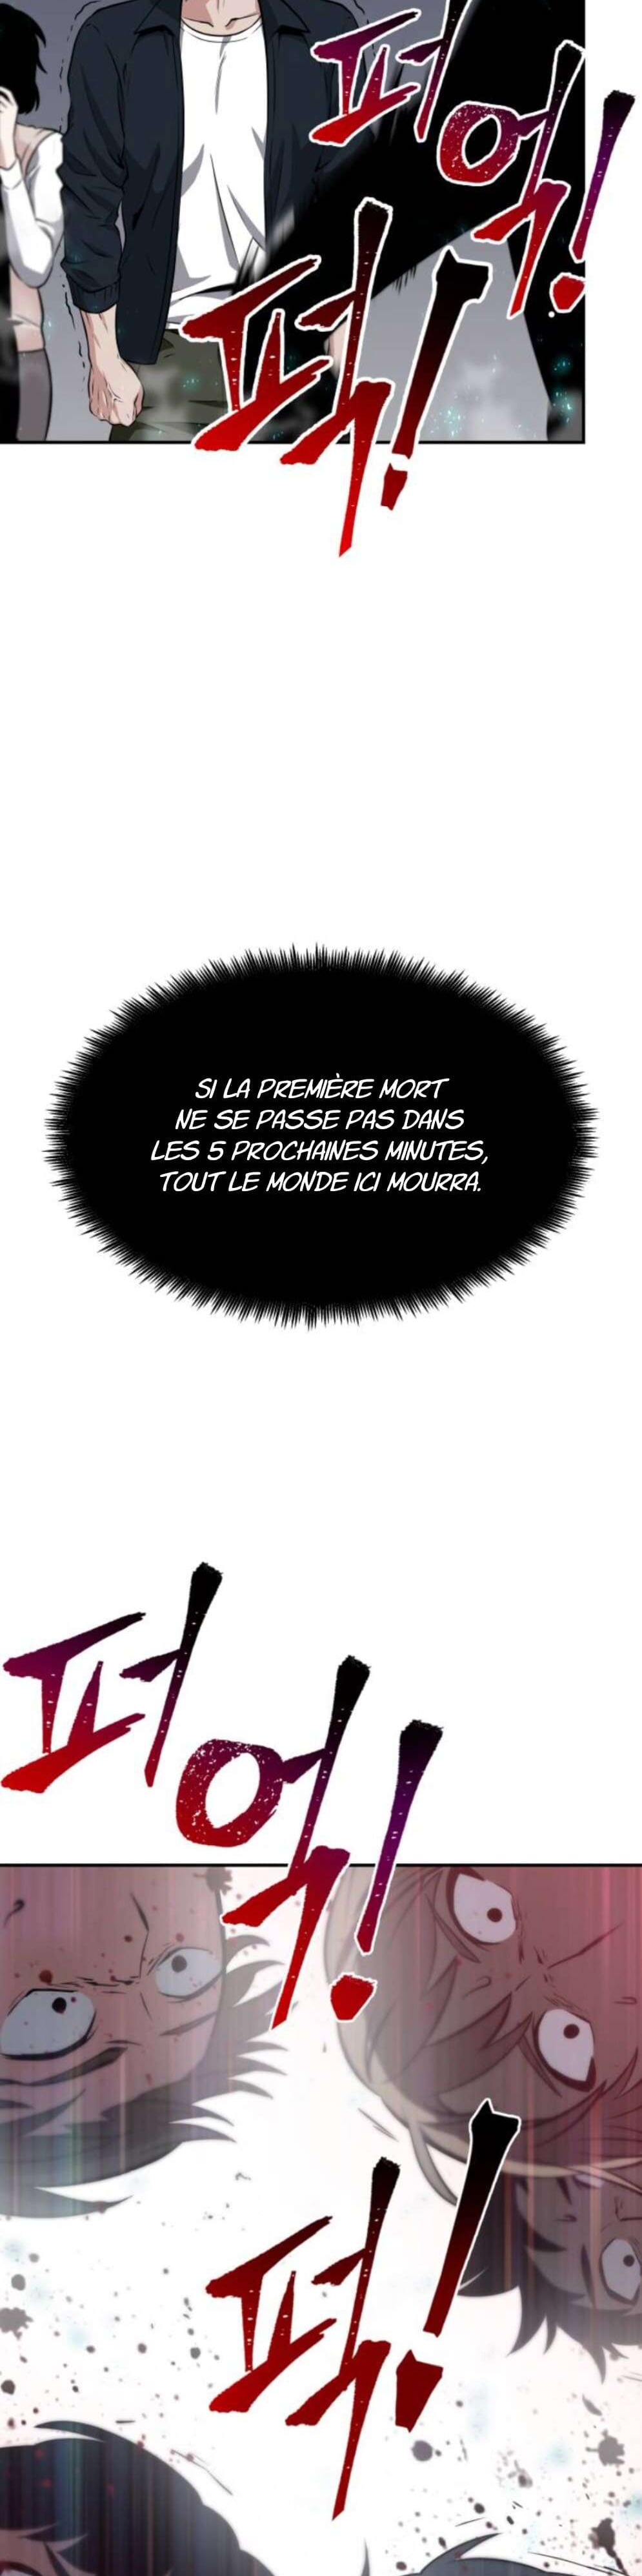 퍼억!
퍽!
SI LA PREMIÈRE MORT
NE SE PASSE PAS DANS
LES 5 PROCHAINES MINUTES,
TOUT LE MONDE ICI MOURRA.
퍼억!
퍽!